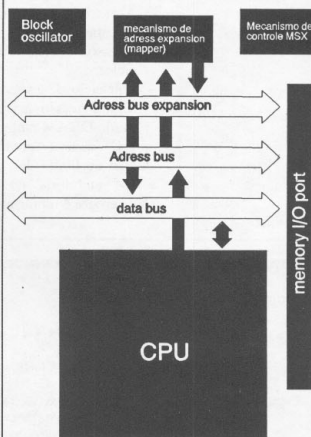 Block
oscillator
mecanismo de
adress expansion
(mapper)
Mecanismo de
controle MSX
Adress bus expansion
Adress bus
data bus
memory I/O port
CPU